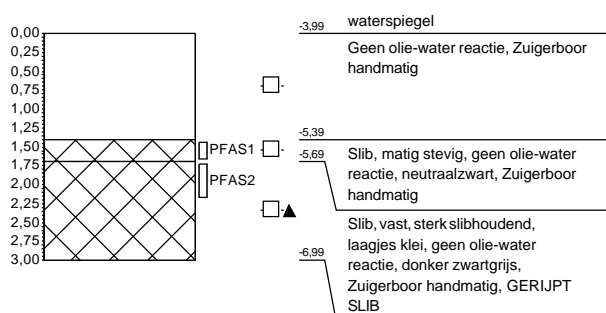 0,00
0,25
0,50
0,75
1,00
1,25
1,50
1,75
2,00
2,25
2,50
2,75
3,00
PFAS1
PFAS2
-3,99
waterspiegel
Geen olie-water reactie, Zuigerboor
handmatig
-5,39
Slib, matig stevig, geen olie-water
reactie, neutraalzwart, Zuigerboor
handmatig
-5,69
Slib, vast, sterk slibhoudend,
laagjes klei, geen olie-water
reactie, donker zwartgrijs,
Zuigerboor handmatig, GERIJPT
SLIB
-6,99